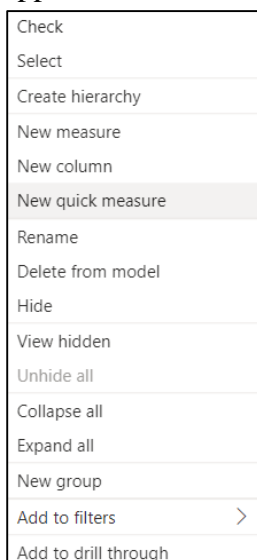 Check
Select
Create hierarchy
New measure
New column
New quick measure
Rename
Delete from model
Hide
View hidden
Unhide all
Collapse all
Expand all
New group
Add to filters
Add to drill through